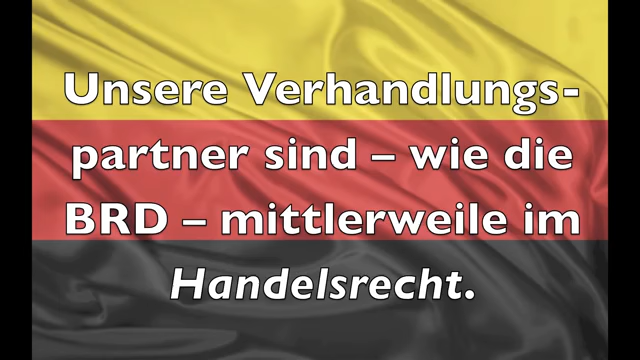 Unsere Verhandlungs-
partner sind – wie die
BRD – mittlerweile im
Handelsrecht.